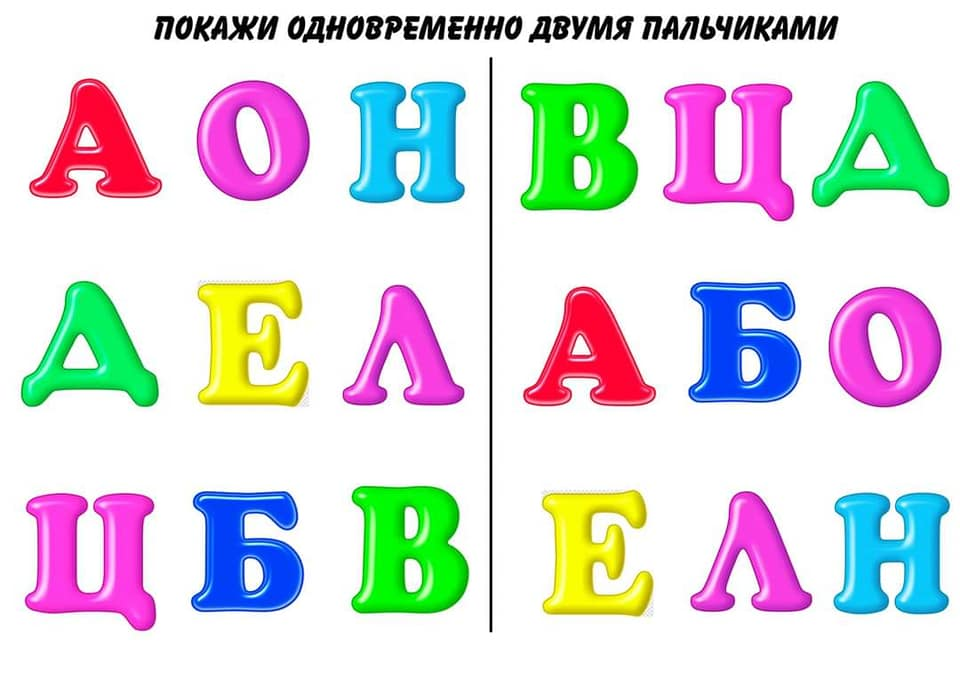 ПОКАЖИ ОДНОВРЕМЕННО ДВУМЯ ПАЛЬЧИКАМИ
А О Н В Ц Д
Д Е Л А Б О
Ц Б В Е Л Н